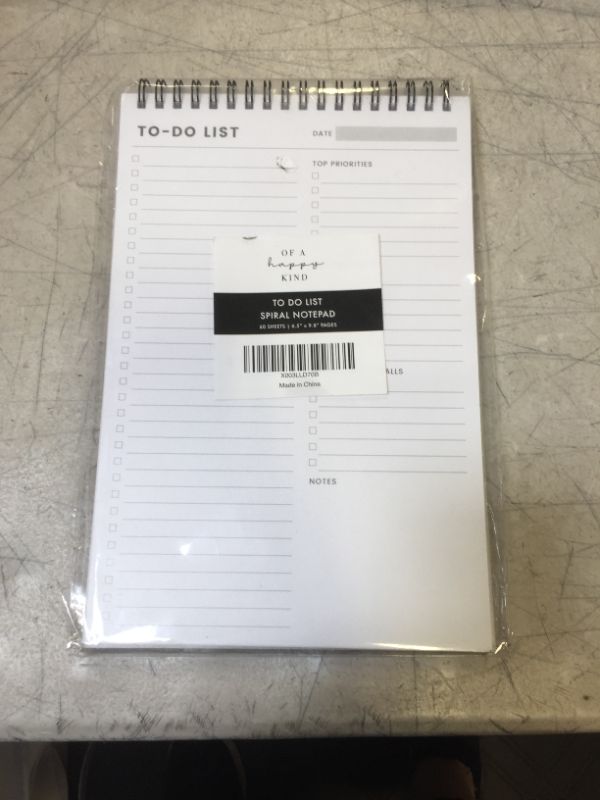 TO-DO LIST
DATE
TOP PRIORITIES
OF A
happy
KIND
TO DO LIST
SPIRAL NOTEPAD
60 SHEETS | 6.5" x 9.8" PAGES
X003LLD70B
Made in China
ALLS
NOTES